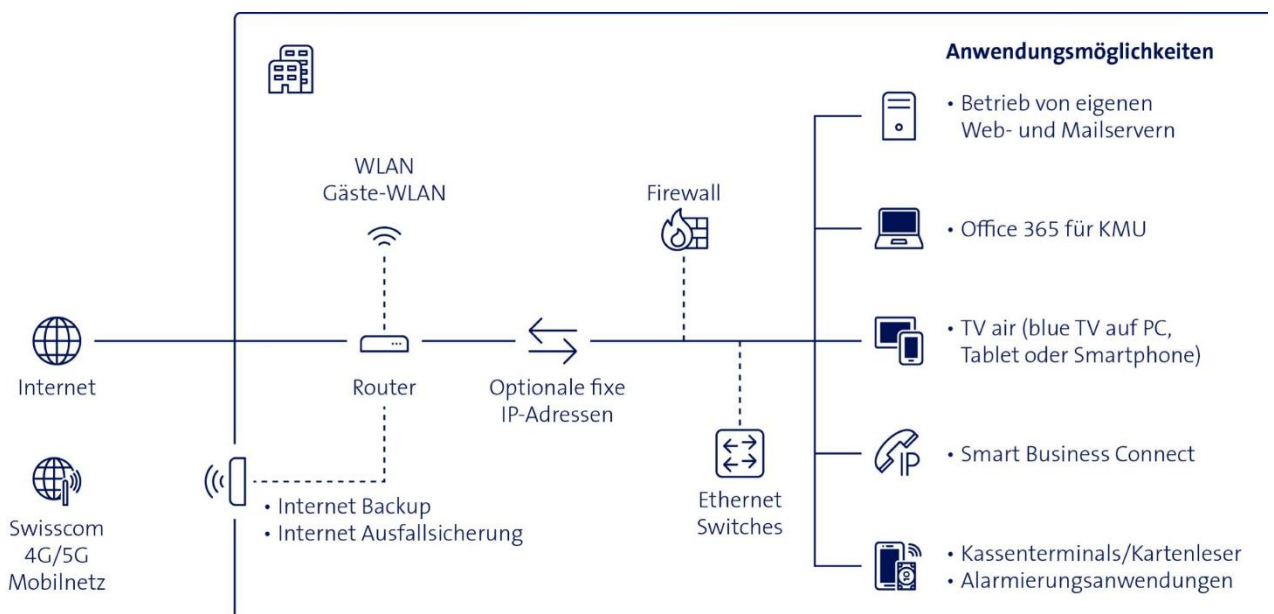 Anwendungsmöglichkeiten
• Betrieb von eigenen
Web- und Mailservern
WLAN
Gäste-WLAN
Firewall
• Office 365 für KMU
• TV air (blue TV auf PC,
Tablet oder Smartphone)
Internet
Router
Optionale fixe
IP-Adressen
• Smart Business Connect
IP
• Internet Backup
• Internet Ausfallsicherung
Ethernet
Switches
Swisscom
4G/5G
Mobilnetz
• Kassenterminals/Kartenleser
• Alarmierungsanwendungen